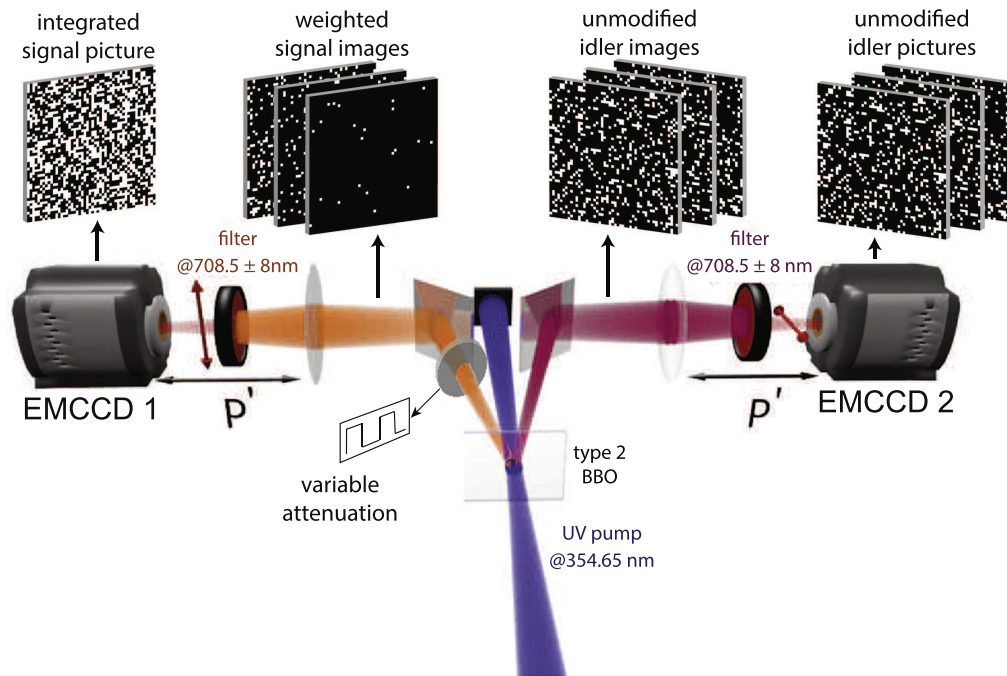 integrated
signal picture
weighted
signal images
unmodified
idler images
unmodified
idler pictures
filter
@708.5 ± 8nm
filter
@708.5 ± 8 nm
EMCCD 1
P'
P'
EMCCD 2
variable
attenuation
type 2
BBO
UV pump
@354.65 nm